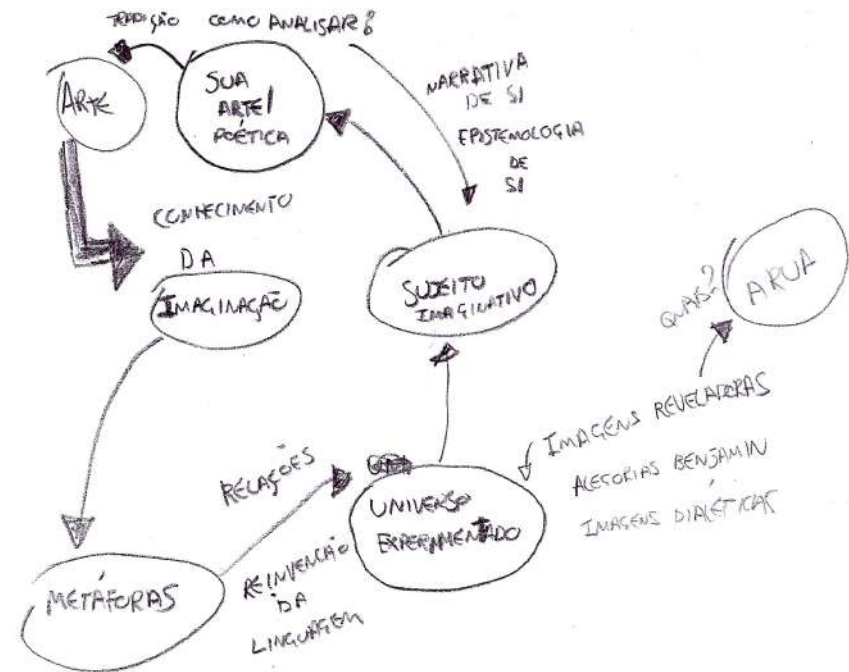 TRADIÇÃO COMO ANALISAR?
ARTE
SUA
ARTE/
POÉTICA
NARRATIVA
DE SI
EPISTEMOLOGIA
DE
SI
CONHECIMENTO
DA
IMAGINAÇÃO
SUJEITO
IMAGINATIVO
QUAIS?
A RUA
IMAGENS REVELADORAS
ALEGORIAS BENJAMIN
IMAGENS DIALÉTICAS
RELAÇÕES
UNIVERSO
EXPERIMENTADO
METÁFORAS
REINVENÇÃO
DA
LINGUAGEM